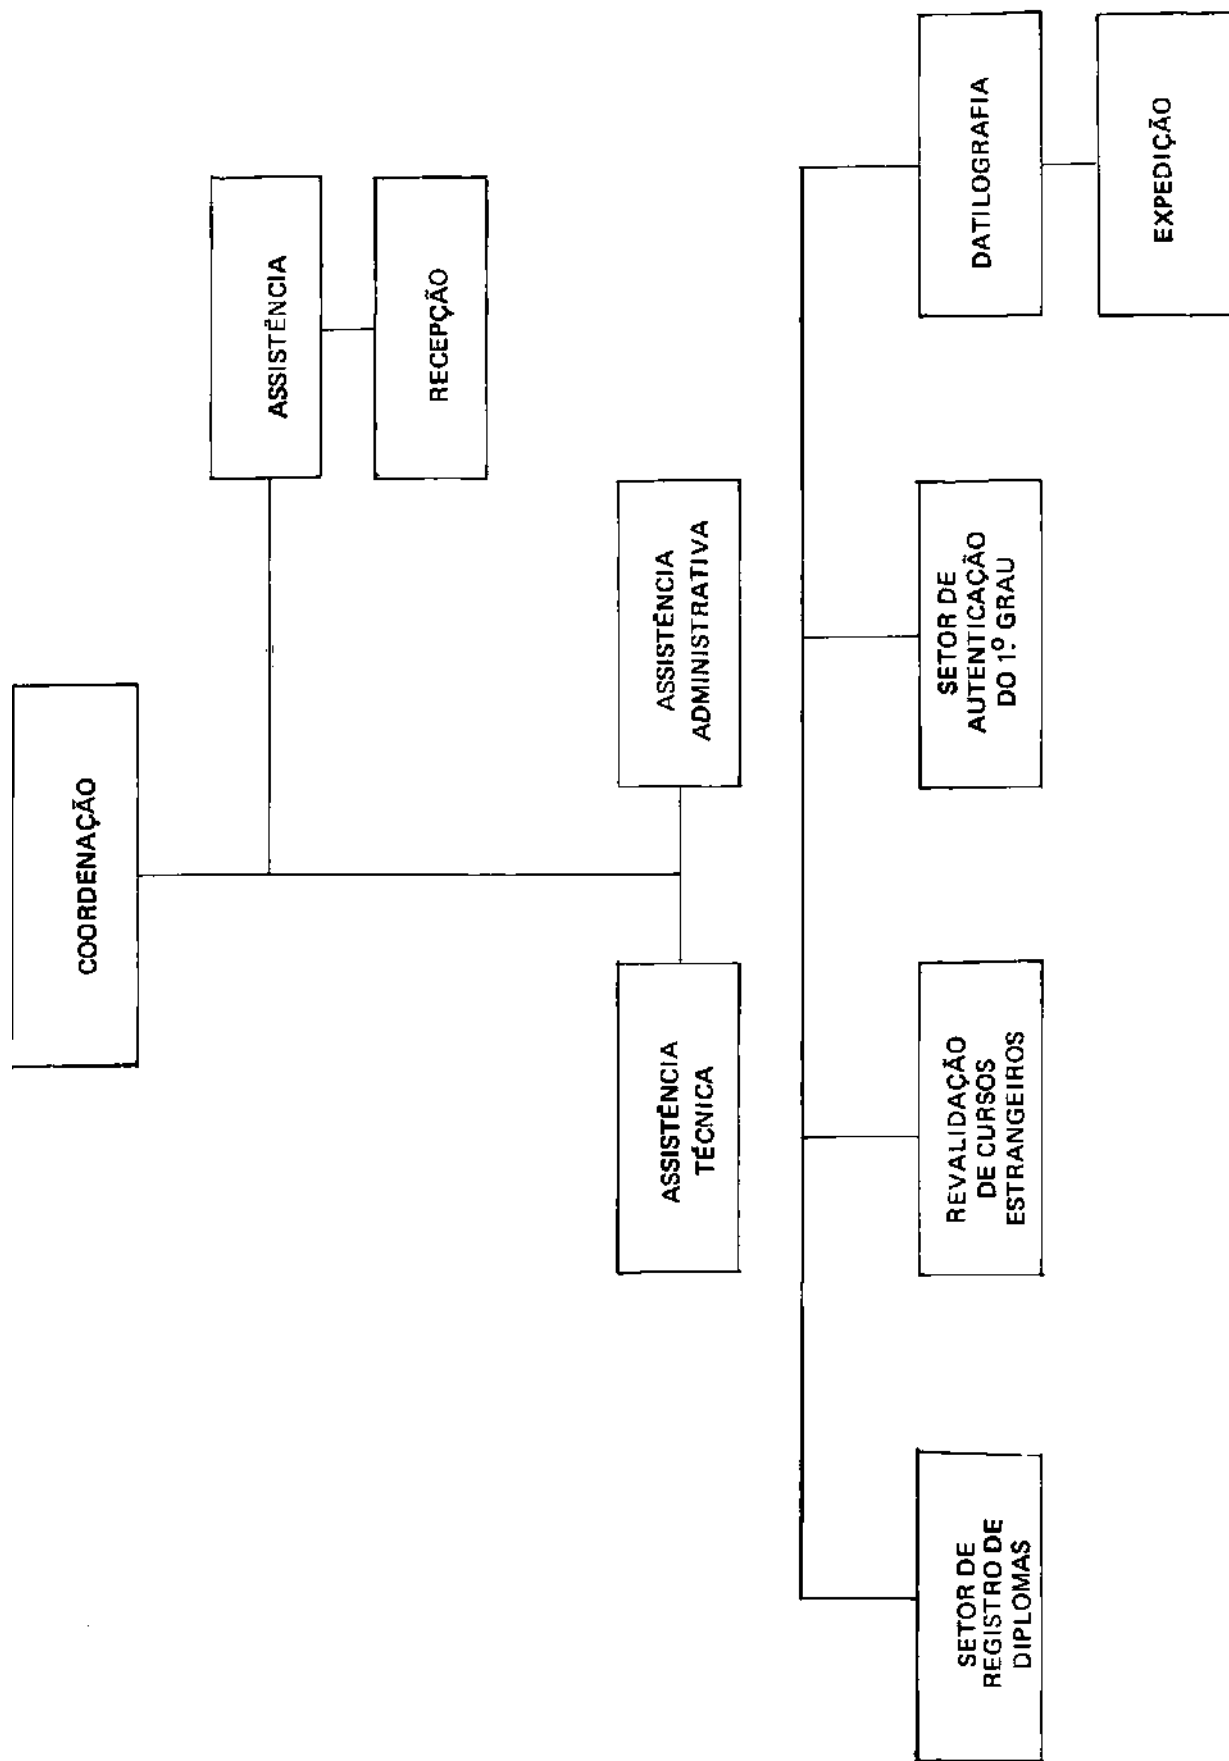 COORDENAÇÃO
ASSISTÊNCIA
RECEPÇÃO
ASSISTÊNCIA
TÉCNICA
ASSISTÊNCIA
ADMINISTRATIVA
SETOR DE
REGISTRO DE
DIPLOMAS
REVALIDAÇÃO
DE CURSOS
ESTRANGEIROS
SETOR DE
AUTENTICAÇÃO
DO 1º GRAU
DATILOGRAFIA
EXPEDIÇÃO